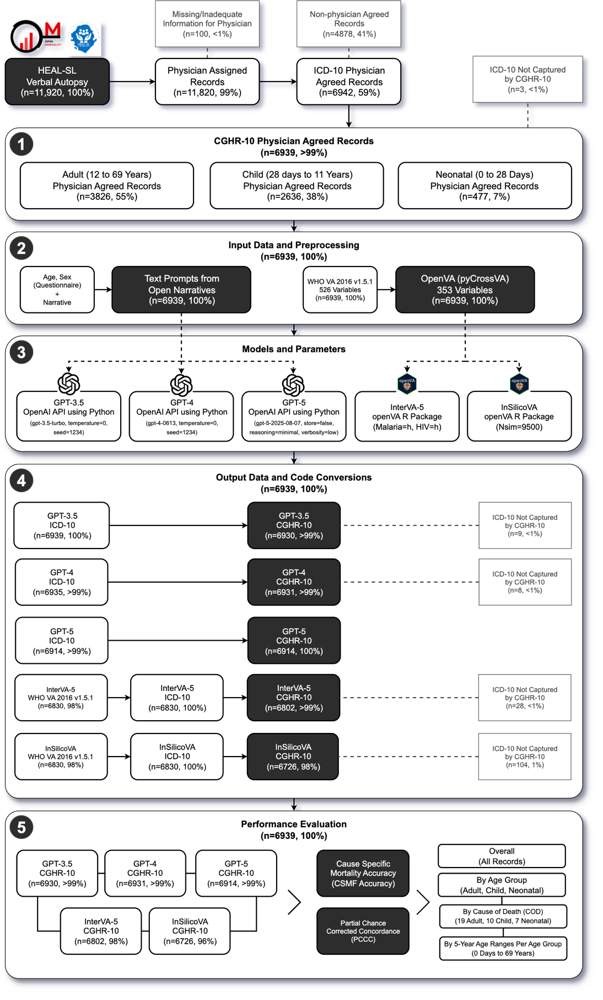 Missing/Inadequate
Information for Physician
(n=100, <1%)
Non-physician Agreed
Records
(n=4878, 41%)
M
OPEN
MORTALITY
HEAL-SL
HEAL-SL
Verbal Autopsy
(n=11,920, 100%)
Physician Assigned
Records
(n=11,820, 99%)
ICD-10 Physician
Agreed Records
(n=6942, 59%)
ICD-10 Not Captured
by CGHR-10
(n=3, <1%)
1
CGHR-10 Physician Agreed Records
(n=6939, >99%)
Adult (12 to 69 Years)
Physician Agreed Records
(n=3826, 55%)
Child (28 days to 11 Years)
Physician Agreed Records
(n=2636, 38%)
Neonatal (0 to 28 Days)
Physician Agreed Records
(n=477, 7%)
2
Input Data and Preprocessing
(n=6939, 100%)
Age, Sex
(Questionnaire)
+
Narrative
Text Prompts from
Open Narratives
(n=6939, 100%)
WHO VA 2016 v1.5.1
526 Variables
(n=6939, 100%)
OpenVA (pyCrossVA)
353 Variables
(n=6939, 100%)
3
Models and Parameters
GPT-3.5
OpenAI API using Python
(gpt-3.5-turbo, temperature=0,
seed=1234)
GPT-4
OpenAI API using Python
(gpt-4-0613, temperature=0,
seed=1234)
GPT-5
OpenAI API using Python
(gpt-5-2025-08-07, store=false,
reasoning=minimal, verbosity=low)
openVA
InterVA-5
openVA R Package
(Malaria=h, HIV=h)
openVA
InSilicoVA
openVA R Package
(Nsim=9500)
4
Output Data and Code Conversions
(n=6939, 100%)
GPT-3.5
ICD-10
(n=6939, 100%)
GPT-3.5
CGHR-10
(n=6930, >99%)
ICD-10 Not Captured
by CGHR-10
(n=9, <1%)
GPT-4
ICD-10
(n=6935, >99%)
GPT-4
CGHR-10
(n=6931, >99%)
ICD-10 Not Captured
by CGHR-10
(n=8, <1%)
GPT-5
ICD-10
(n=6914, >99%)
GPT-5
CGHR-10
(n=6914, 100%)
InterVA-5
WHO VA 2016 v1.5.1
(n=6830, 98%)
InterVA-5
ICD-10
(n=6830, 100%)
InterVA-5
CGHR-10
(n=6802, >99%)
ICD-10 Not Captured
by CGHR-10
(n=28, <1%)
InSilicoVA
WHO VA 2016 v1.5.1
(n=6830, 98%)
InSilicoVA
ICD-10
(n=6830, 100%)
InSilicoVA
CGHR-10
(n=6726, 98%)
ICD-10 Not Captured
by CGHR-10
(n=104, 1%)
5
Performance Evaluation
(n=6939, 100%)
GPT-3.5
CGHR-10
(n=6930, >99%)
GPT-4
CGHR-10
(n=6931, >99%)
GPT-5
CGHR-10
(n=6914, >99%)
InterVA-5
CGHR-10
(n=6802, 98%)
InSilicoVA
CGHR-10
(n=6726, 96%)
Cause Specific
Mortality Accuracy
(CSMF Accuracy)
Partial Chance
Corrected Concordance
(PCCC)
Overall
(All Records)
By Age Group
(Adult, Child, Neonatal)
By Cause of Death (COD)
(19 Adult, 10 Child, 7 Neonatal)
By 5-Year Age Ranges Per Age Group
(0 Days to 69 Years)